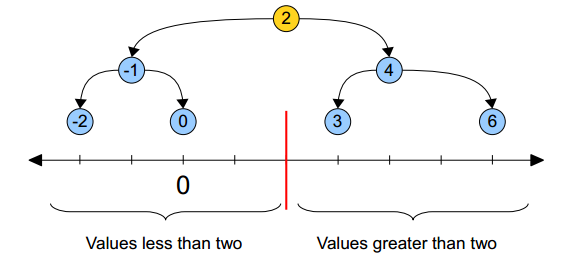 2
-1 4
-2 0 3 6
0
Values less than two Values greater than two